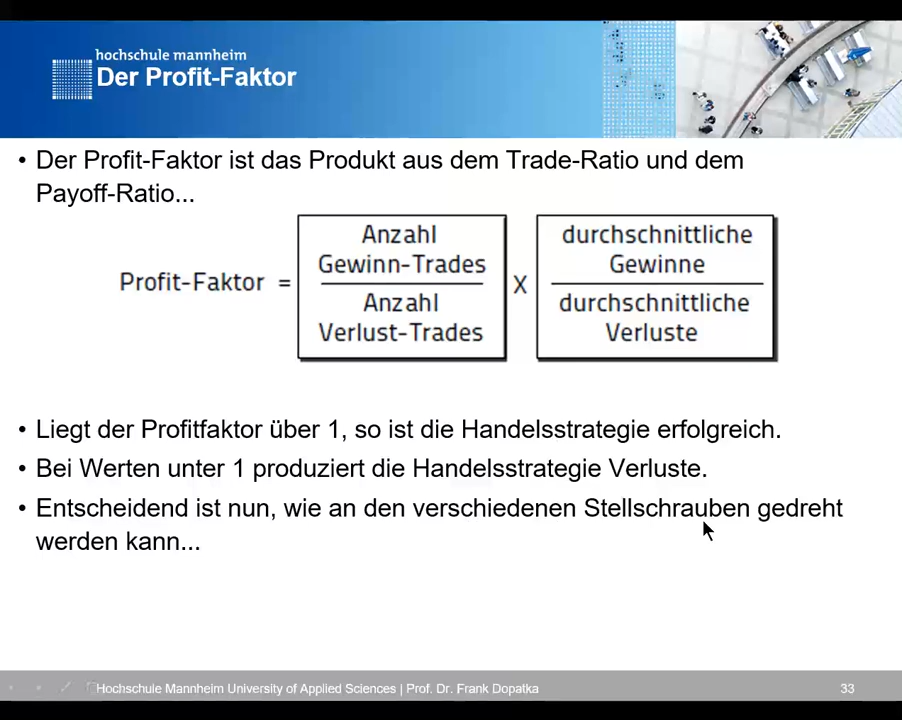 hochschule mannheim
Der Profit-Faktor
• Der Profit-Faktor ist das Produkt aus dem Trade-Ratio und dem
Payoff-Ratio...
Profit-Faktor =
Anzahl
Gewinn-Trades
Anzahl
Verlust-Trades
X
durchschnittliche
Gewinne
durchschnittliche
Verluste
• Liegt der Profitfaktor über 1, so ist die Handelsstrategie erfolgreich.
• Bei Werten unter 1 produziert die Handelsstrategie Verluste.
• Entscheidend ist nun, wie an den verschiedenen Stellschrauben gedreht
werden kann...
Hochschule Mannheim University of Applied Sciences | Prof. Dr. Frank Dopatka
33